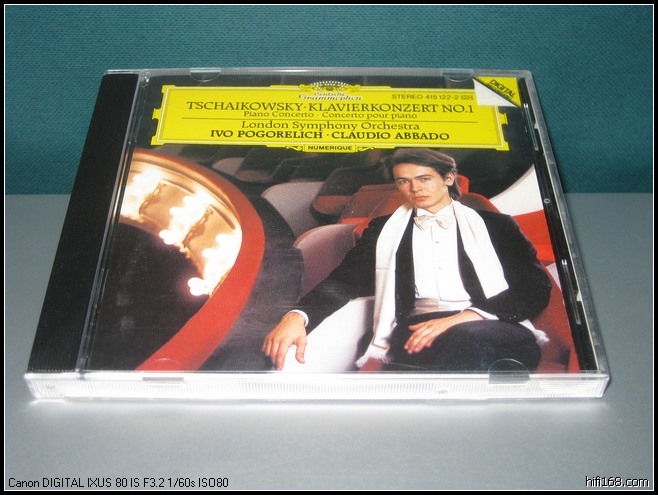 Deutsche
Grammophon
STEREO 415 122-2
DIGITAL
TSCHAIKOWSKY · KLAVIERKONZERT NO.1
Piano Concerto · Concerto pour piano
London Symphony Orchestra
IVO POGORELICH · CLAUDIO ABBADO
NUMERIQUE
Canon DIGITAL IXUS 80 IS F3.2 1/60s ISO80
hifi168.com